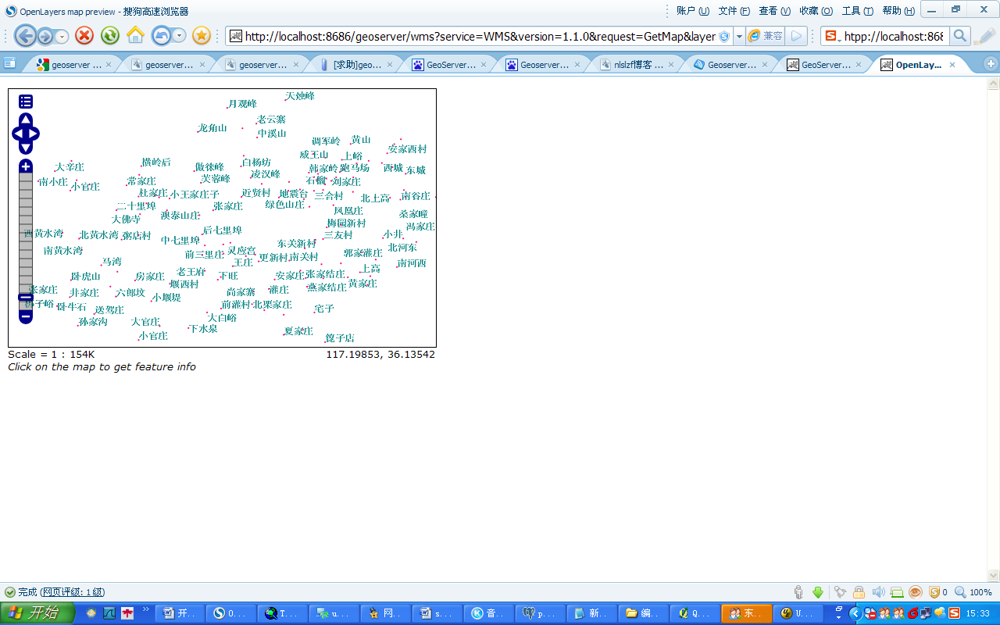 OpenLayers map preview - 搜狗高速浏览器
账户 (U) 文件 (F) 查看 (V) 收藏 (O) 工具 (T) 帮助 (H)
http://localhost:8686/geoserver/wms?service=WMS&version=1.1.0&request=GetMap&layer 兼容 htpp://localhost:868
geoserver ... geoserver... geoserver... [求助]geo... GeoServer... Geoserver... nlslzf博客 ... Geoserver... GeoServer... OpenLay...
天烛峰
月观峰
老云寨
龙角山 中溪山
调军岭 黄山
安家西村
威王山 上峪
横岭后 傲徕峰 白杨坊 韩家岭 跑马场 西城 东城
大辛庄
芙蓉峰 凌汉峰
南小庄 小官庄 常家庄 石榴 刘家庄
杜家庄 小王家庄子 近贤村 地震台 三合村 北上高 南谷庄
二十里埠 张家庄 绿色山庄 凤凰庄
大佛寺 澳泰山庄 桑家疃
梅园新村 冯家庄
西黄水湾 北黄水湾 粥店村 中七里埠 后七里埠 三友村 小井
东关新村 北河东
南黄水湾 前三里庄 灵应宫 更新村 南关村 郭家灌庄
马湾 王庄 南河西
老王府 上高
卧虎山 房家庄 下旺 安家庄 张家结庄
堰西村 燕家结庄 黄家庄
张家庄 井家庄 六郎坟 小堰堤 尚家寨 灌庄
子峪 卧牛石 送驾庄 前灌村 北栗家庄 宅子
孙家沟 大官庄 大白峪
下水泉 夏家庄
小官庄 篦子店
Scale = 1 : 154K 117.19853, 36.13542
Click on the map to get feature info
完成 (网页评级: 1级) 0 100%
开始 开.. O.. T.. u.. 网.. s.. 音.. p.. 新.. 编.. Q.. 东.. U.. 15:33